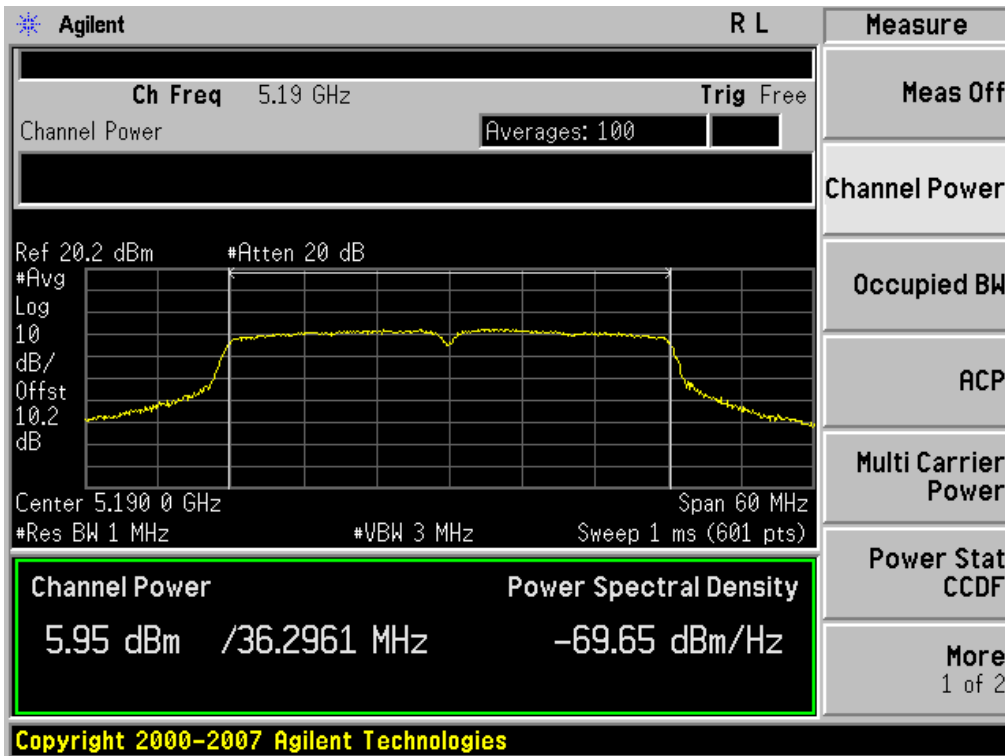 Agilent R L
Ch Freq 5.19 GHz Trig Free
Channel Power Averages: 100
Ref 20.2 dBm #Atten 20 dB
#Avg
Log
10
dB/
Offst
10.2
dB
Center 5.190 0 GHz Span 60 MHz
#Res BW 1 MHz #VBW 3 MHz Sweep 1 ms (601 pts)
Channel Power Power Spectral Density
5.95 dBm /36.2961 MHz -69.65 dBm/Hz
Copyright 2000-2007 Agilent Technologies
Measure
Meas Off
Channel Power
Occupied BW
ACP
Multi Carrier
Power
Power Stat
CCDF
More
1 of 2